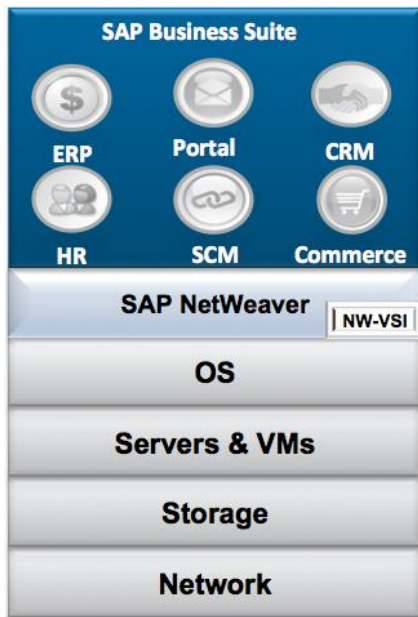 SAP Business Suite
$
ERP Portal CRM
HR SCM Commerce
SAP NetWeaver
NW-VSI
OS
Servers & VMs
Storage
Network